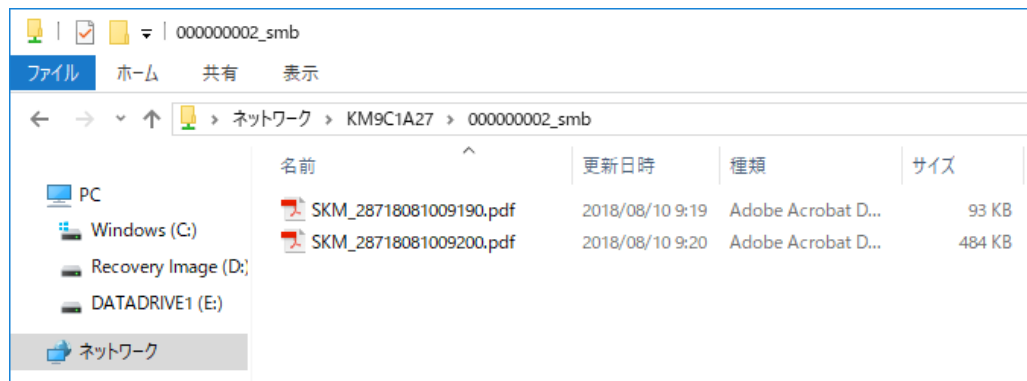 000000002_smb
ファイル ホーム 共有 表示
ネットワーク > KM9C1A27 > 000000002_smb
名前 更新日時 種類 サイズ
PC
Windows (C:)
Recovery Image (D:)
DATADRIVE1 (E:)
ネットワーク
SKM_28718081009190.pdf 2018/08/10 9:19 Adobe Acrobat D... 93 KB
SKM_28718081009200.pdf 2018/08/10 9:20 Adobe Acrobat D... 484 KB